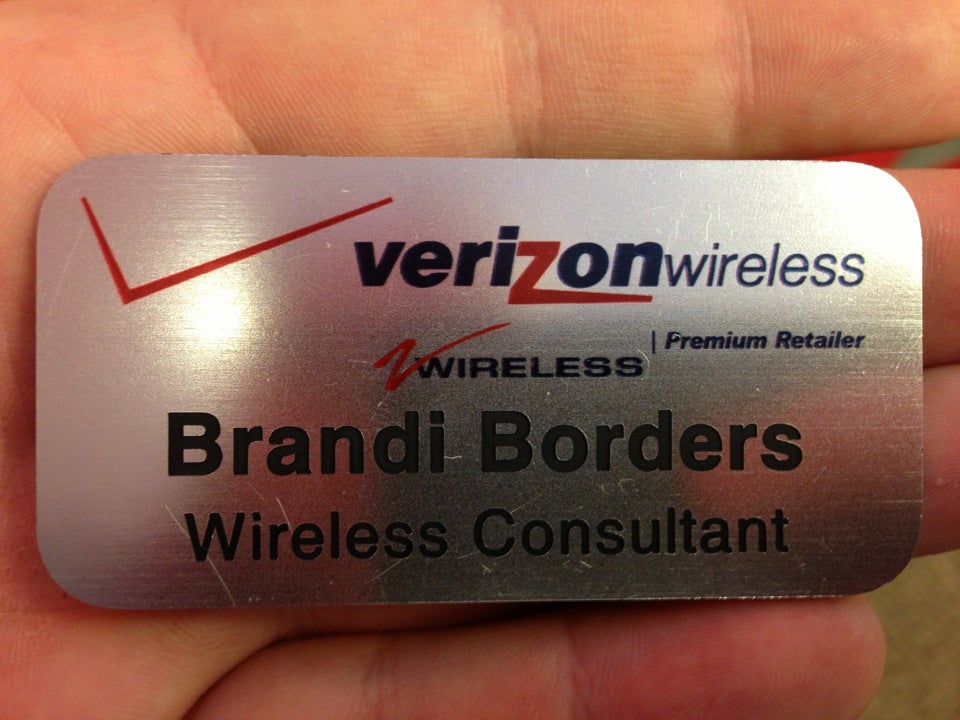 verizonwireless
| Premium Retailer
WIRELESS
Brandi Borders
Wireless Consultant